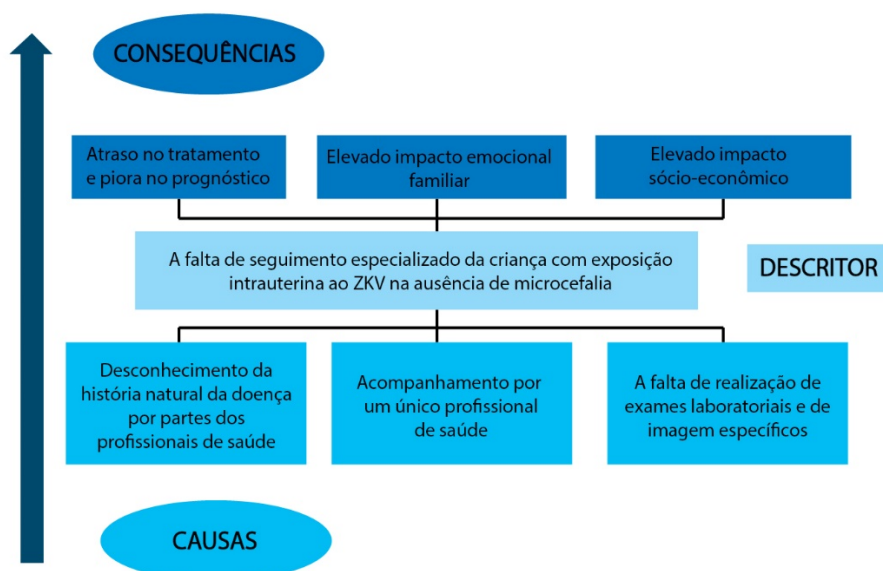 CONSEQUÊNCIAS
Atraso no tratamento
e piora no prognóstico
Elevado impacto emocional
familiar
Elevado impacto
sócio-econômico
A falta de seguimento especializado da criança com exposição
intrauterina ao ZKV na ausência de microcefalia
DESCRITOR
Desconhecimento da
história natural da doença
por partes dos
profissionais de saúde
Acompanhamento por
um único profissional
de saúde
A falta de realização de
exames laboratoriais e de
imagem específicos
CAUSAS